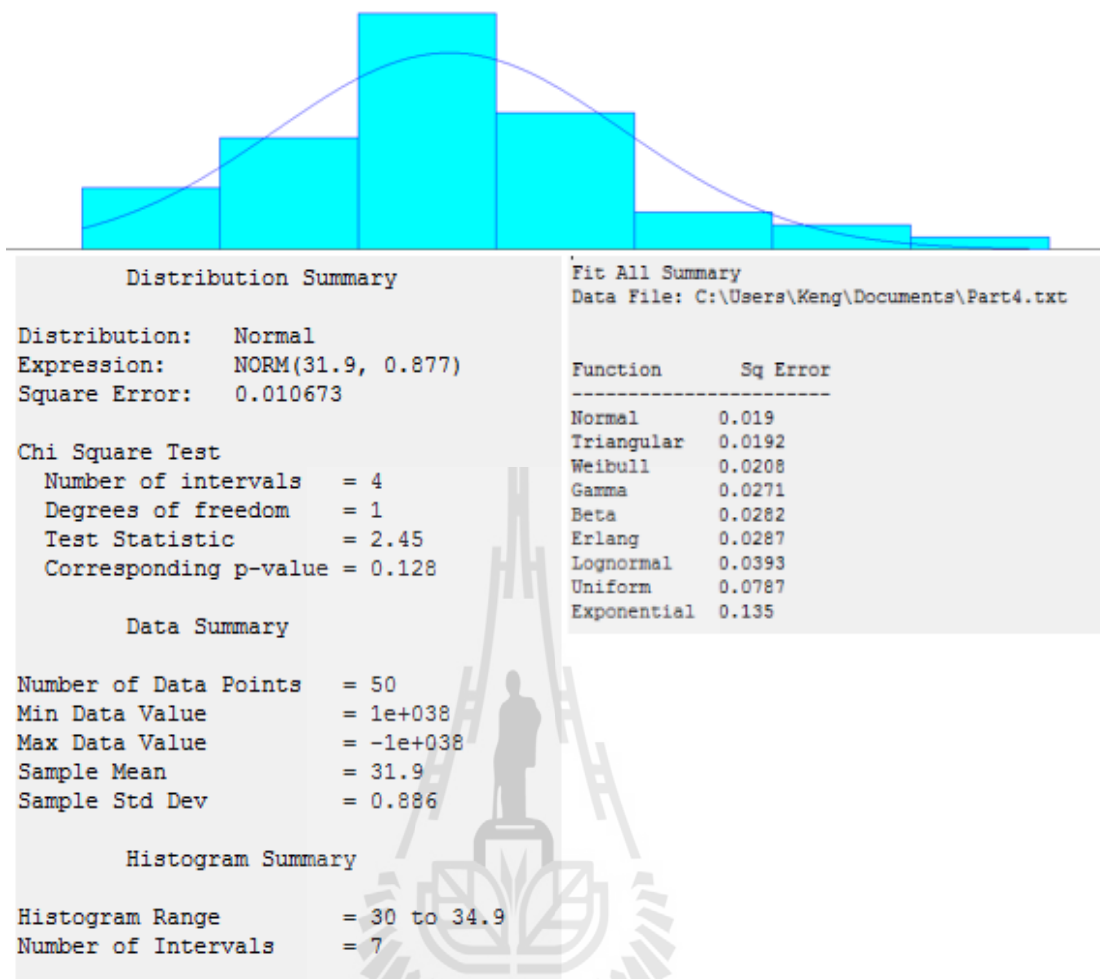 Distribution Summary
Distribution: Normal
Expression: NORM(31.9, 0.877)
Square Error: 0.010673
Chi Square Test
Number of intervals = 4
Degrees of freedom = 1
Test Statistic = 2.45
Corresponding p-value = 0.128
Data Summary
Number of Data Points = 50
Min Data Value = 1e+038
Max Data Value = -1e+038
Sample Mean = 31.9
Sample Std Dev = 0.886
Histogram Summary
Histogram Range = 30 to 34.9
Number of Intervals = 7
Fit All Summary
Data File: C:\Users\Keng\Documents\Part4.txt
Function Sq Error
-----------------------
Normal 0.019
Triangular 0.0192
Weibull 0.0208
Gamma 0.0271
Beta 0.0282
Erlang 0.0287
Lognormal 0.0393
Uniform 0.0787
Exponential 0.135